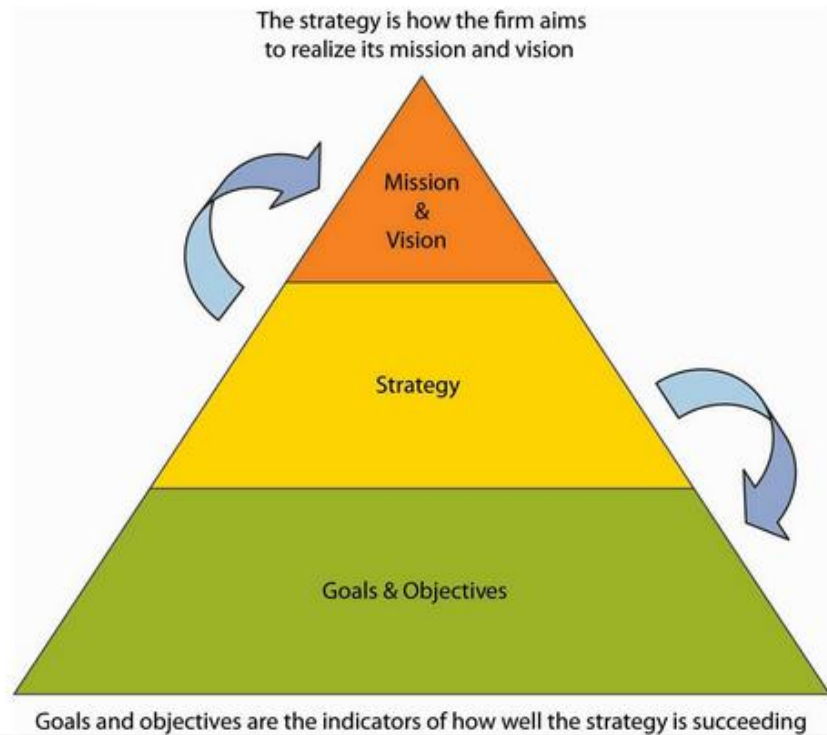 The strategy is how the firm aims
to realize its mission and vision
Mission
&
Vision
Strategy
Goals & Objectives
Goals and objectives are the indicators of how well the strategy is succeeding